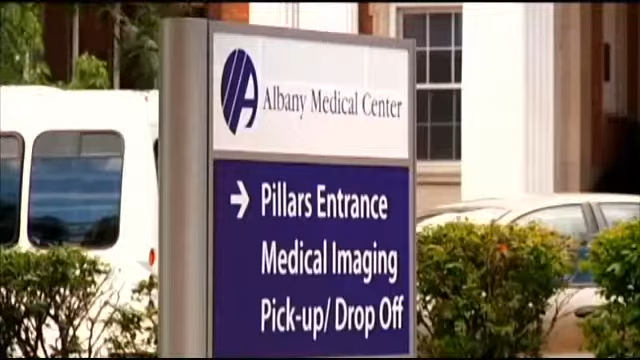 A Albany Medical Center
→ Pillars Entrance
Medical Imaging
Pick-up/ Drop Off